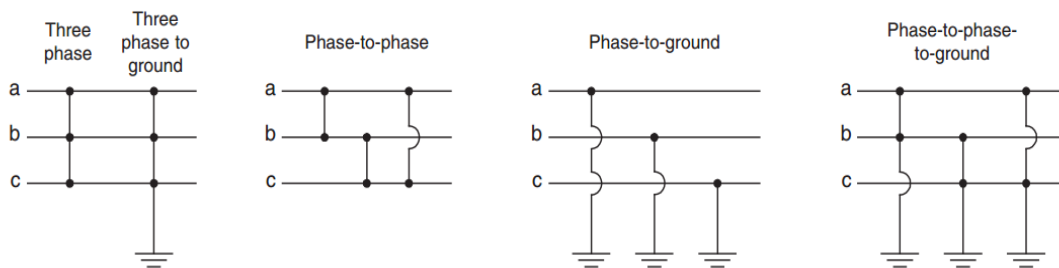 Three
phase
Three
phase to
ground
a
b
c
Phase-to-phase
a
b
c
Phase-to-ground
a
b
c
Phase-to-phase-
to-ground
a
b
c